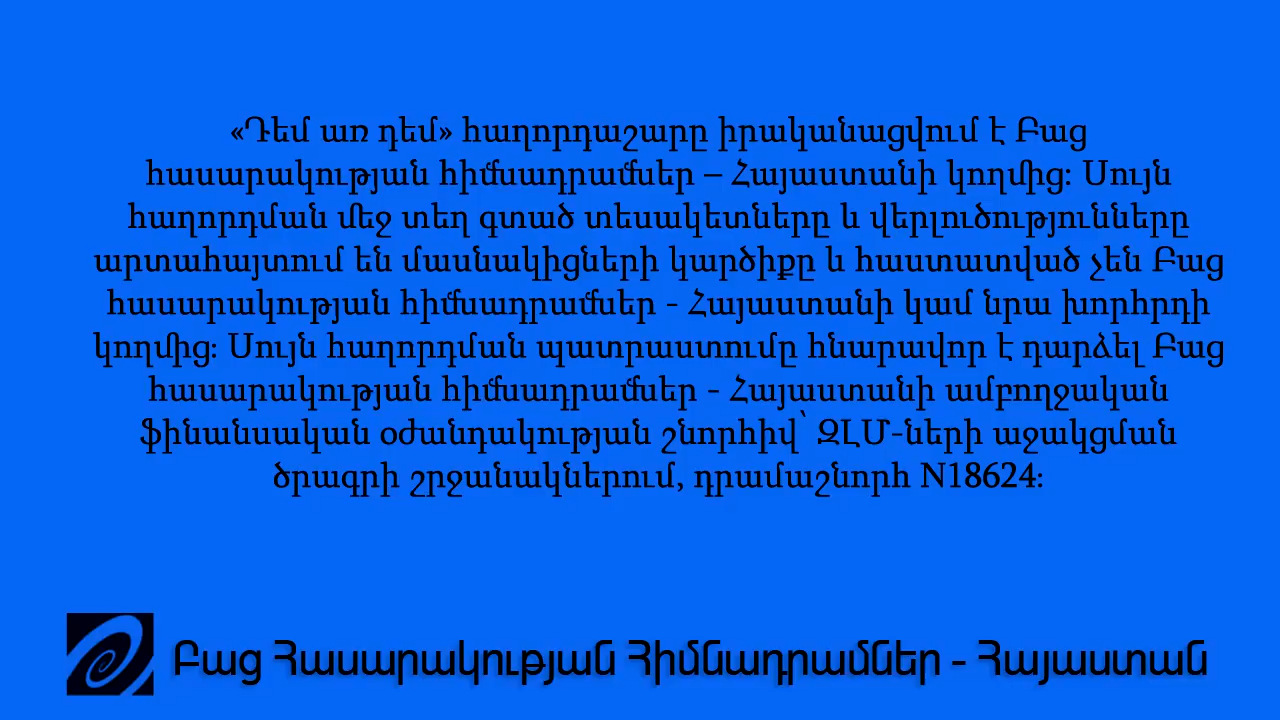 «Դեմ առ դեմ» հաղորդաշարը իրականացվում է Բաց
հասարակության հիմնադրամներ – Հայաստանի կողմից: Սույն
հաղորդման մեջ տեղ գտած տեսակետները և վերլուծությունները
արտահայտում են մասնակիցների կարծիքը և հաստատված չեն Բաց
հասարակության հիմնադրամներ - Հայաստանի կամ նրա խորհրդի
կողմից: Սույն հաղորդման պատրաստումը հնարավոր է դարձել Բաց
հասարակության հիմնադրամներ - Հայաստանի ամբողջական
ֆինանսական օժանդակության շնորհիվ՝ ԶԼՄ-ների աջակցման
ծրագրի շրջանակներում, դրամաշնորհ N18624:
Բաց Հասարակության Հիմնադրամներ - Հայաստան